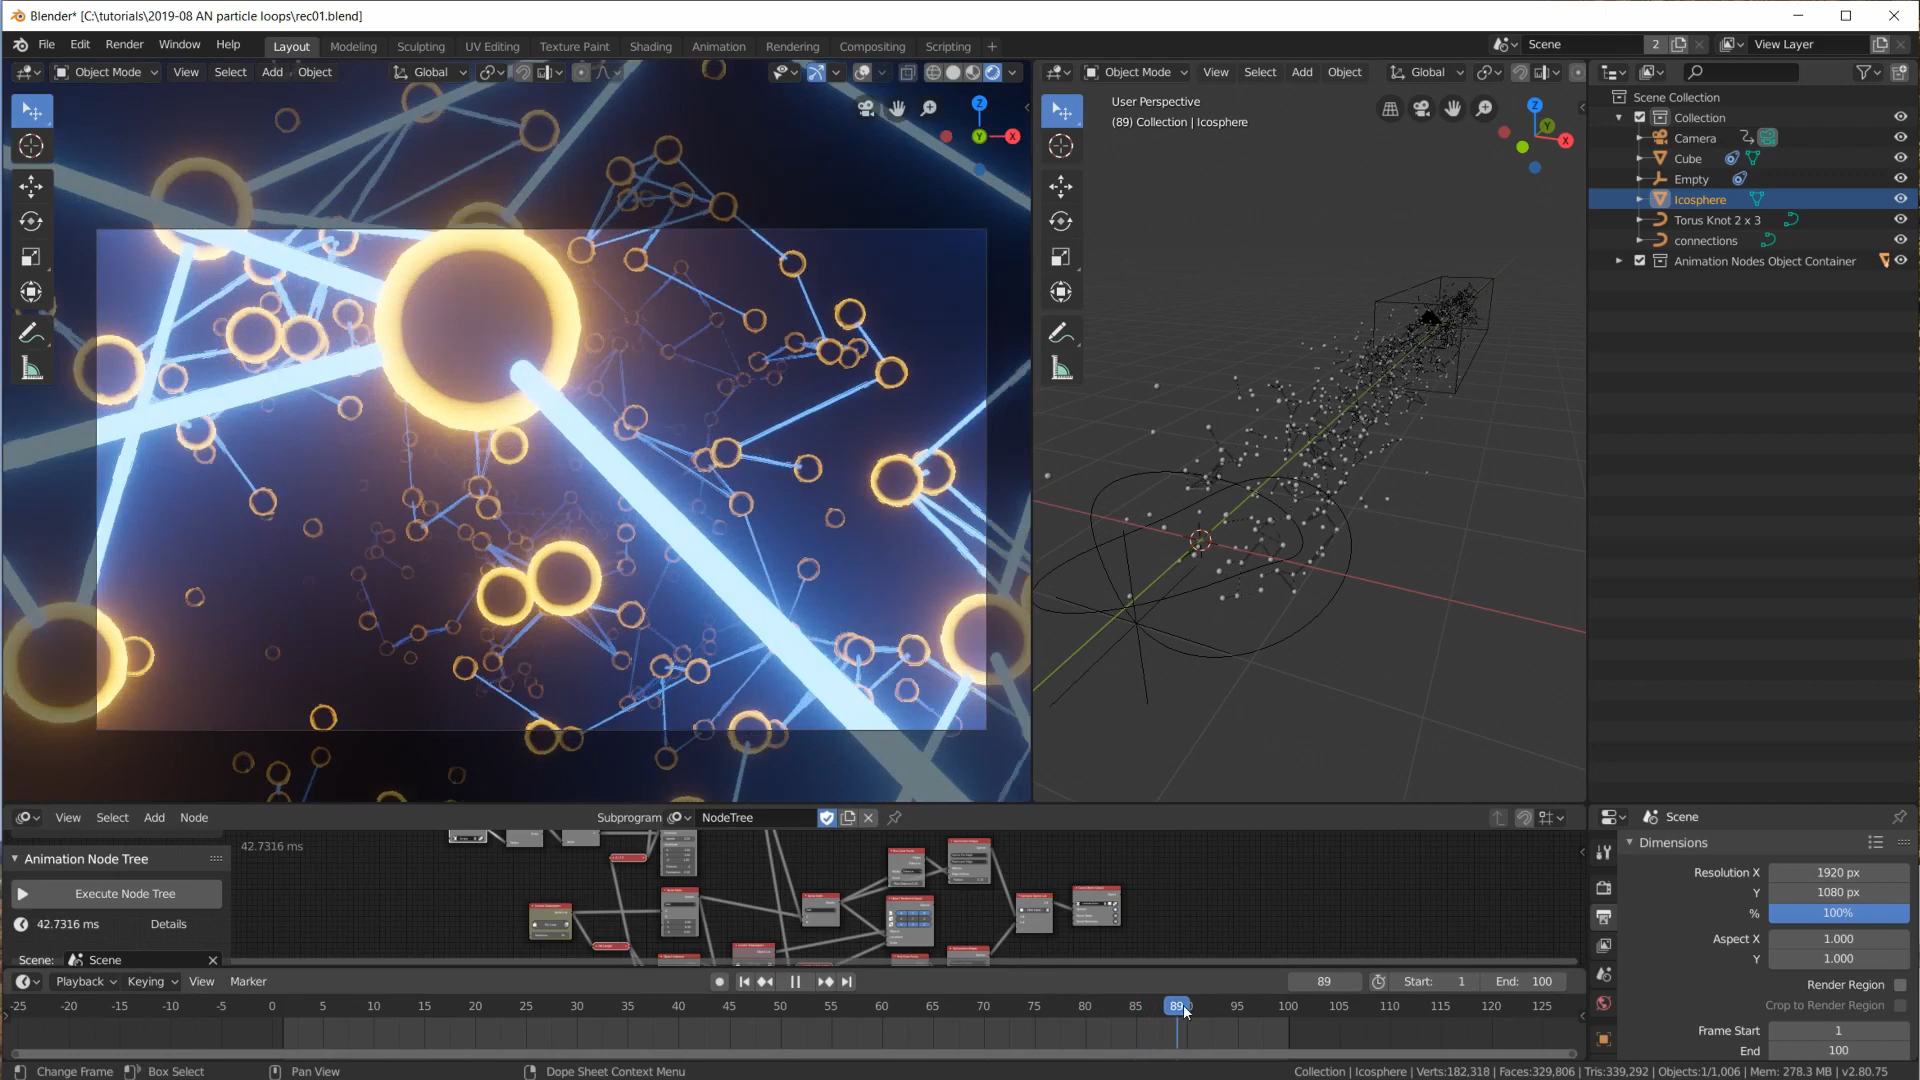 Blender* [C:\tutorials\2019-08 AN particle loops\rec01.blend]
File Edit Render Window Help Layout Modeling Sculpting UV Editing Texture Paint Shading Animation Rendering Compositing Scripting + Scene 2 View Layer
Object Mode View Select Add Object Global
Object Mode View Select Add Object Global
User Perspective
(89) Collection | Icosphere
Z
Y
X
Z
Y
X
Scene Collection
Collection
Camera
Cube
Empty
Icosphere
Torus Knot 2 x 3
connections
Animation Nodes Object Container
View Select Add Node Subprogram NodeTree
42.7316 ms
Animation Node Tree
Execute Node Tree
42.7316 ms Details
Scene: Scene
Scene
Dimensions
Resolution X 1920 px
Y 1080 px
% 100%
Aspect X 1.000
Y 1.000
Render Region
Crop to Render Region
Frame Start 1
End 100
Playback Keying View Marker 89 Start: 1 End: 100
-25 -20 -15 -10 -5 0 5 10 15 20 25 30 35 40 45 50 55 60 65 70 75 80 85 89 95 100 105 110 115 120 125
Change Frame Box Select Pan View Dope Sheet Context Menu
Collection | Icosphere | Verts:182,318 | Faces:329,806 | Tris:339,292 | Objects:1/1,006 | Mem: 278.3 MB | v2.80.75